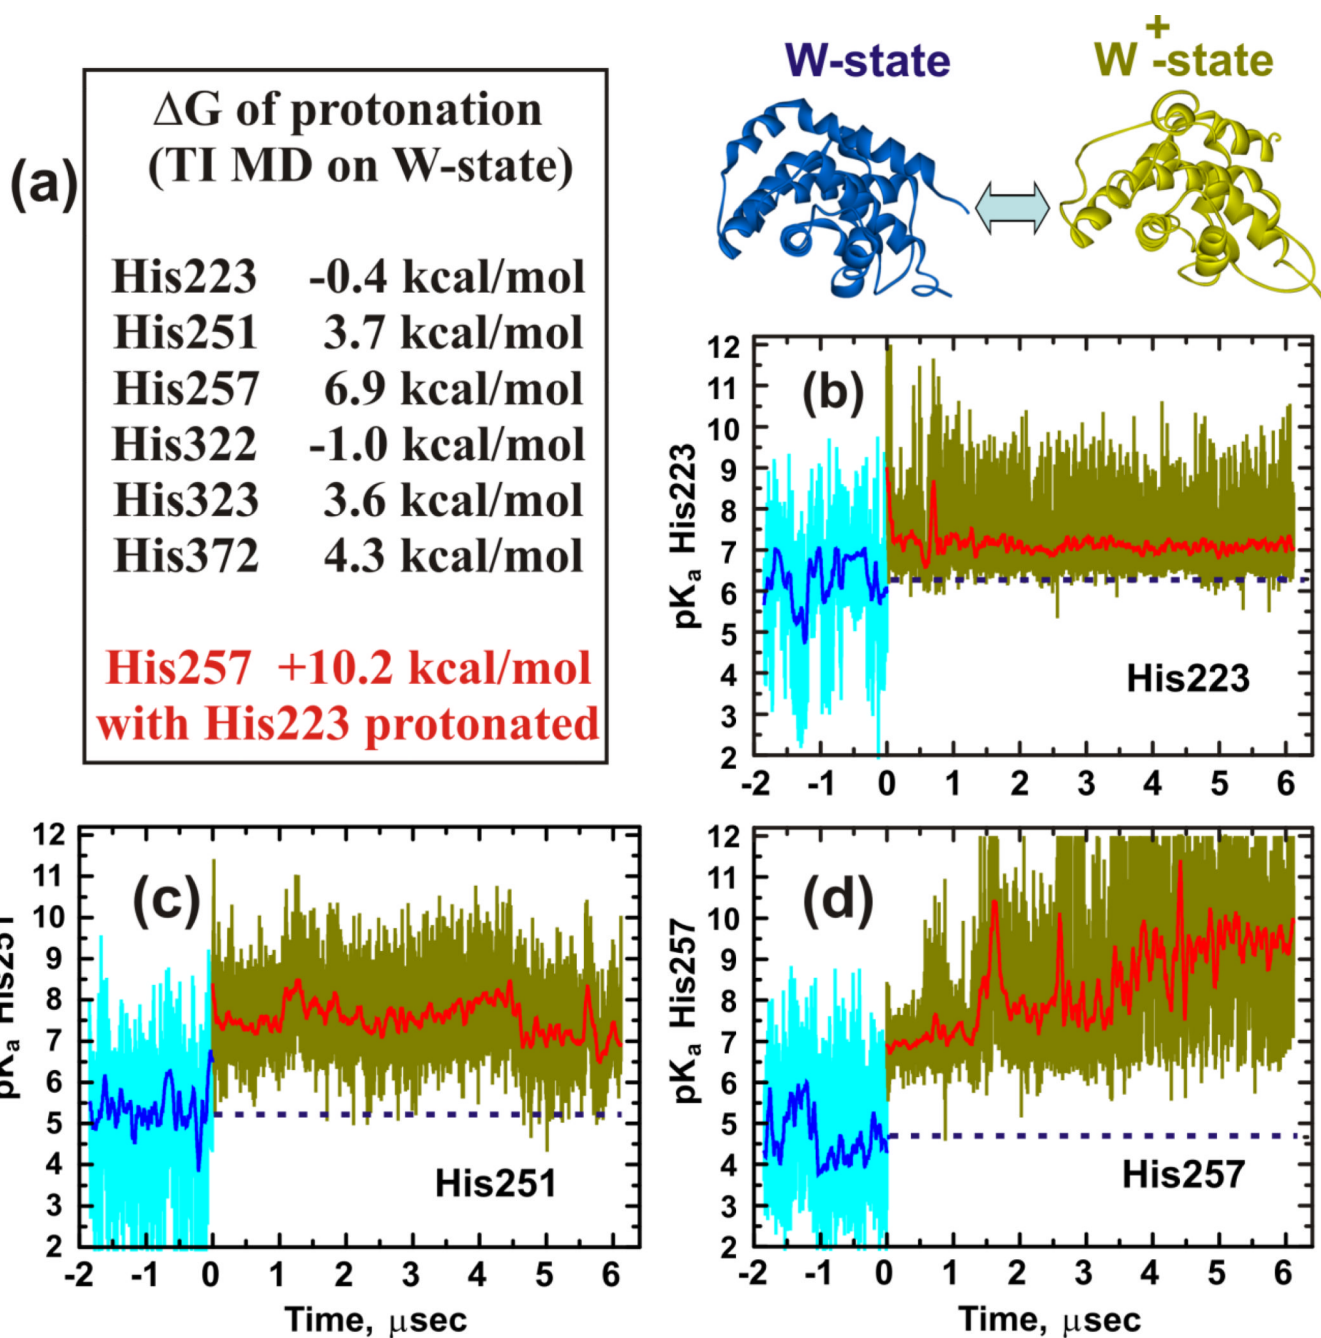 (a)
ΔG of protonation
(TI MD on W-state)
His223 -0.4 kcal/mol
His251 3.7 kcal/mol
His257 6.9 kcal/mol
His322 -1.0 kcal/mol
His323 3.6 kcal/mol
His372 4.3 kcal/mol
His257 +10.2 kcal/mol
with His223 protonated
W-state
W+-state
(b)
pKa His223
12
11
10
9
8
7
6
5
4
3
2
His223
-2 -1 0 1 2 3 4 5 6
(c)
pKa His251
12
11
10
9
8
7
6
5
4
3
2
His251
-2 -1 0 1 2 3 4 5 6
Time, μsec
(d)
pKa His257
12
11
10
9
8
7
6
5
4
3
2
His257
-2 -1 0 1 2 3 4 5 6
Time, μsec